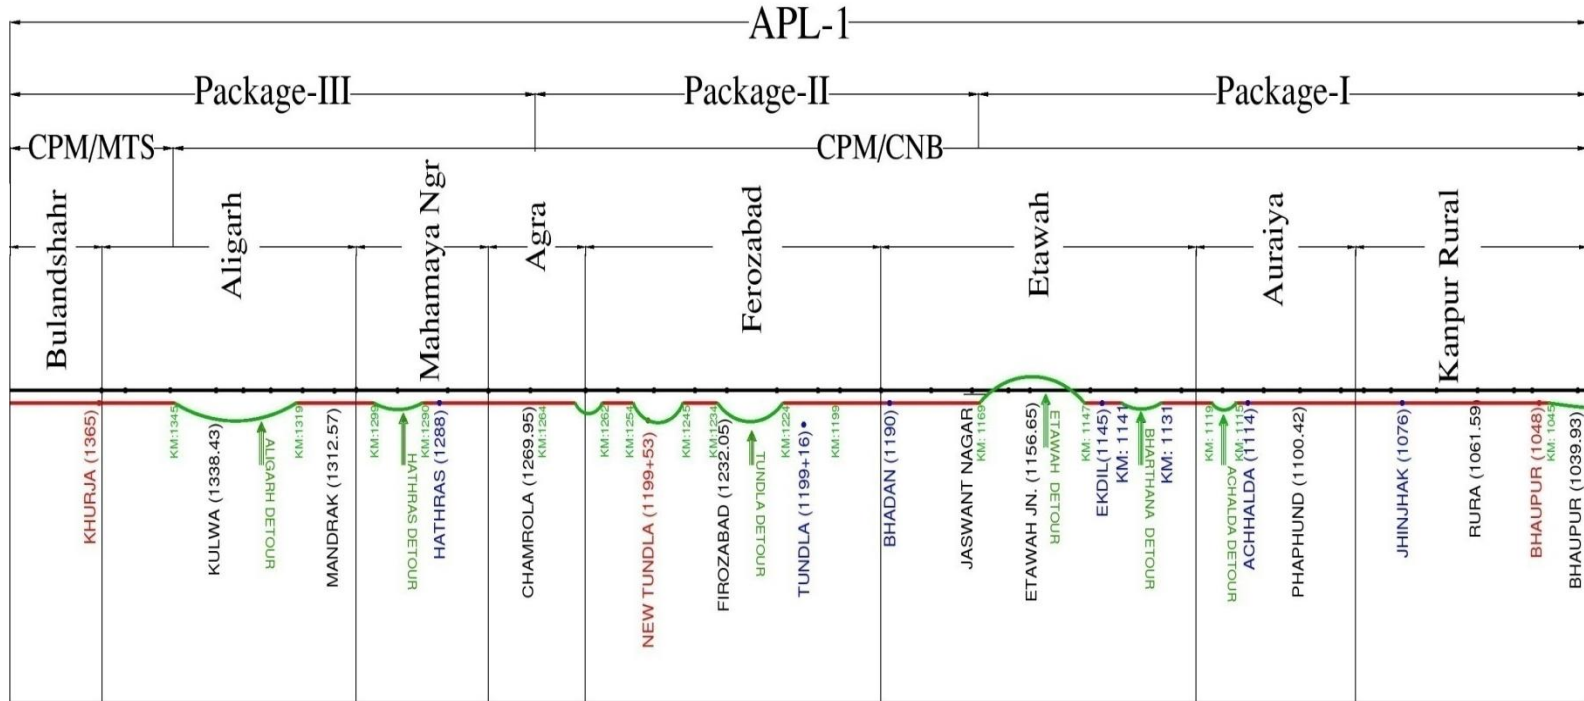 APL-1
Package-III
Package-II
Package-I
CPM/MTS
CPM/CNB
Bulandshahr
Aligarh
Mahamaya Ngr
Agra
Ferozabad
Etawah
Auraiya
Kanpur Rural
KHURJA (1365)
KM:1345
KULWA (1338.43)
ALIGARH DETOUR
KM:1319
MANDRAK (1312.57)
KM:1299
HATHRAS DETOUR
KM:1290
HATHRAS (1288)
CHAMROLA (1269.95)
KM:1264
KM:1262
KM:1254
NEW TUNDLA (1199+53)
KM:1245
KM:1234
FIROZABAD (1232.05)
TUNDLA DETOUR
KM:1224
TUNDLA (1199+16)
KM:1199
BHADAN (1190)
JASWANT NAGAR
KM: 1169
ETAWAH JN. (1156.65)
ETAWAH DETOUR
KM: 1147
EKDIL(1145)
KM: 1141
BHARTHANA DETOUR
KM: 1131
KM: 1119
ACHALDA DETOUR
KM: 1115
ACHHALDA (1114)
PHAPHUND (1100.42)
JHINJHAK (1076)
RURA (1061.59)
BHAUPUR (1048)
KM: 1045
BHAUPUR (1039.93)